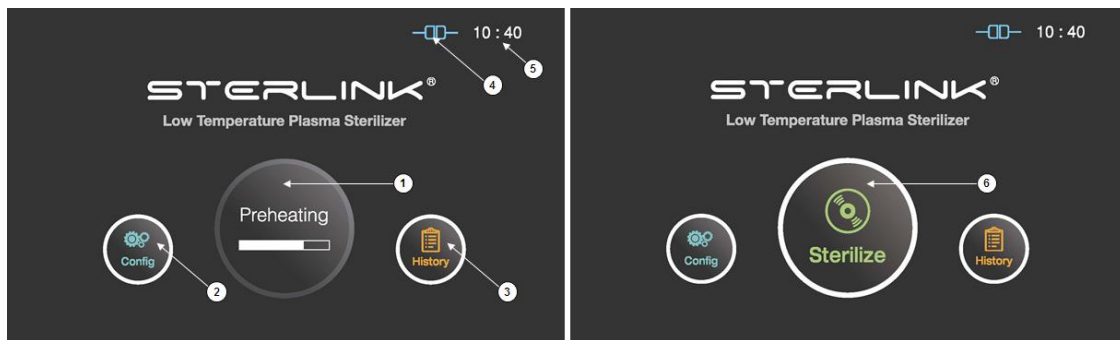 10 : 40
4
5
STERLINK®
Low Temperature Plasma Sterilizer
1
Preheating
Config
History
2
3
10 : 40
STERLINK®
Low Temperature Plasma Sterilizer
6
Sterilize
Config
History